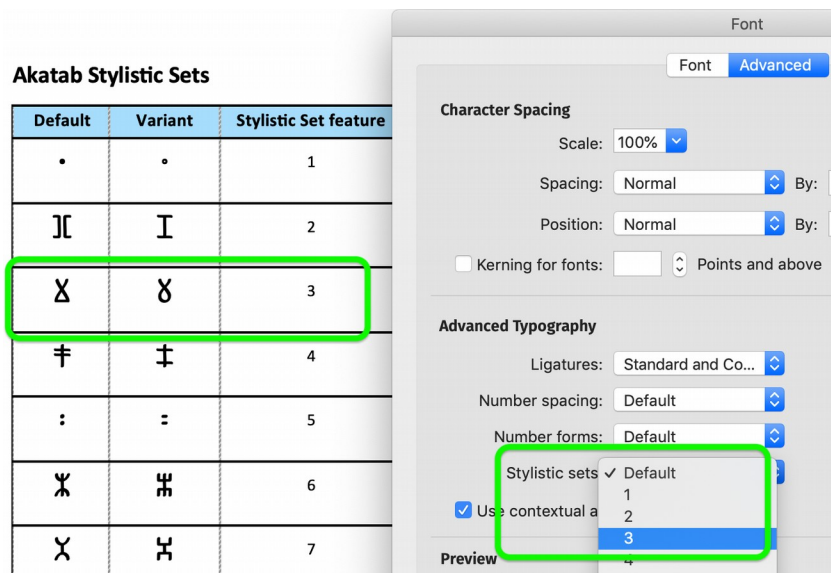 Font
Akatab Stylistic Sets
Font Advanced
Default Variant Stylistic Set feature
1
2
3
4
5
6
7
Character Spacing
Scale: 100%
Spacing: Normal By:
Position: Normal By:
Kerning for fonts: Points and above
Advanced Typography
Ligatures: Standard and Co...
Number spacing: Default
Number forms: Default
Stylistic sets ✓ Default
1
Use contextual a
2
3
Preview
4